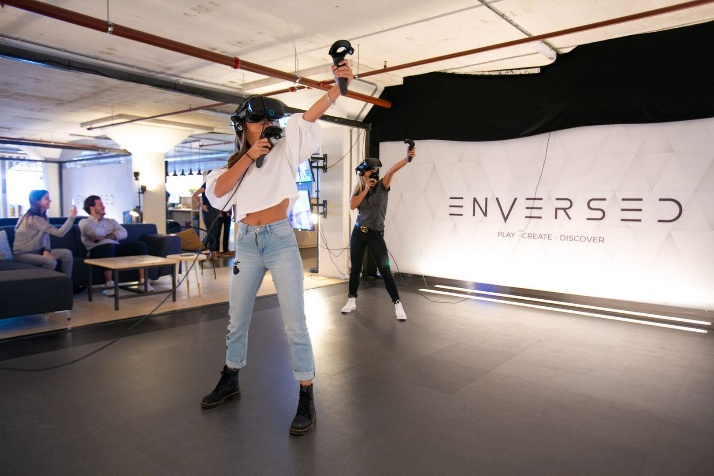 ENVERSED
PLAY · CREATE · DISCOVER